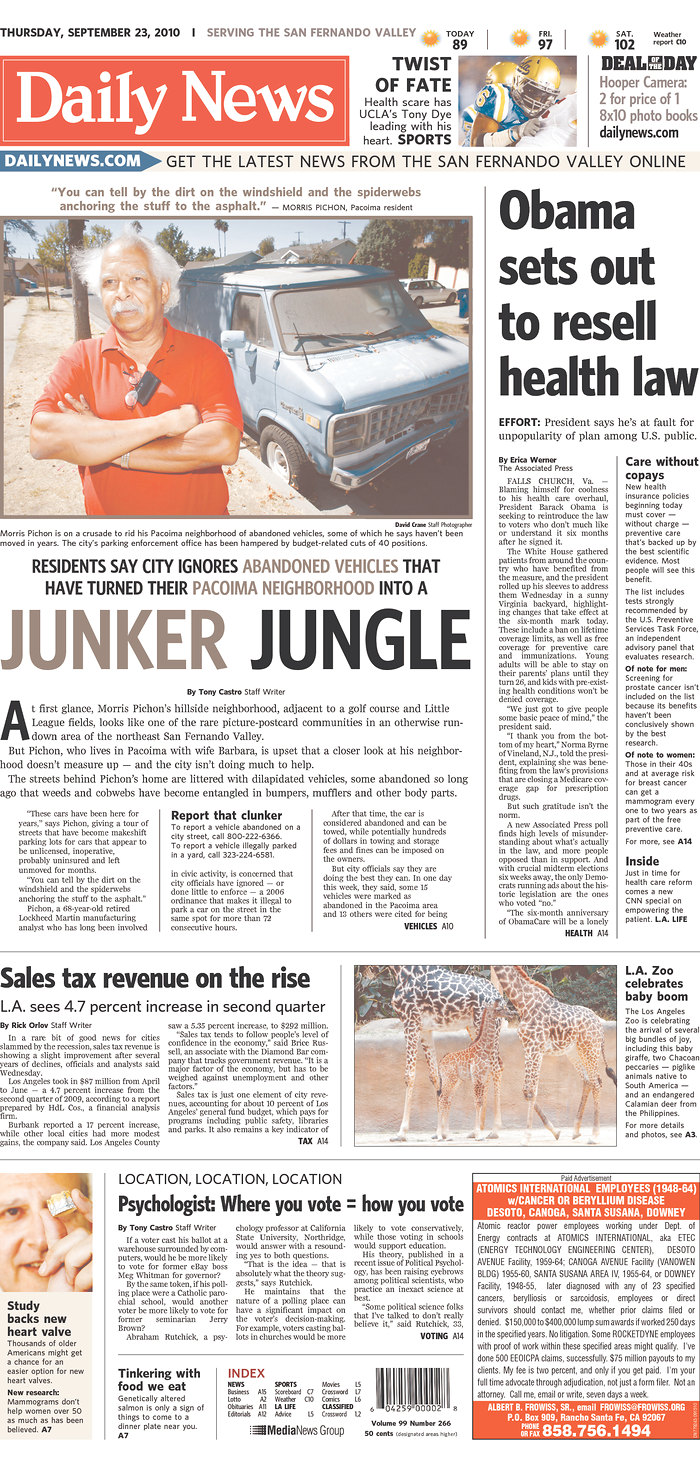 THURSDAY, SEPTEMBER 23, 2010 I SERVING THE SAN FERNANDO VALLEY
TODAY
89
FRI.
97
SAT.
102
Weather
report C10
Daily News
TWIST
OF FATE
Health scare has
UCLA's Tony Dye
leading with his
heart. SPORTS
DEAL OF THE DAY
Hooper Camera:
2 for price of 1
8x10 photo books
dailynews.com
DAILYNEWS.COM GET THE LATEST NEWS FROM THE SAN FERNANDO VALLEY ONLINE
"You can tell by the dirt on the windshield and the spiderwebs
anchoring the stuff to the asphalt." — MORRIS PICHON, Pacoima resident
David Crane Staff Photographer
Morris Pichon is on a crusade to rid his Pacoima neighborhood of abandoned vehicles, some of which he says haven't been
moved in years. The city's parking enforcement office has been hampered by budget-related cuts of 40 positions.
RESIDENTS SAY CITY IGNORES ABANDONED VEHICLES THAT
HAVE TURNED THEIR PACOIMA NEIGHBORHOOD INTO A
JUNKER JUNGLE
By Tony Castro Staff Writer
At first glance, Morris Pichon's hillside neighborhood, adjacent to a golf course and Little
League fields, looks like one of the rare picture-postcard communities in an otherwise run-
down area of the northeast San Fernando Valley.
But Pichon, who lives in Pacoima with wife Barbara, is upset that a closer look at his neighbor-
hood doesn't measure up — and the city isn't doing much to help.
The streets behind Pichon's home are littered with dilapidated vehicles, some abandoned so long
ago that weeds and cobwebs have become entangled in bumpers, mufflers and other body parts.
"These cars have been here for
years," says Pichon, giving a tour of
streets that have become makeshift
parking lots for cars that appear to
be unlicensed, inoperative,
probably uninsured and left
unmoved for months.
"You can tell by the dirt on the
windshield and the spiderwebs
anchoring the stuff to the asphalt."
Pichon, a 68-year-old retired
Lockheed Martin manufacturing
analyst who has long been involved
Report that clunker
To report a vehicle abandoned on a
city street, call 800-222-6366.
To report a vehicle illegally parked
in a yard, call 323-224-6581.
in civic activity, is concerned that
city officials have ignored — or
done little to enforce — a 2006
ordinance that makes it illegal to
park a car on the street in the
same spot for more than 72
consecutive hours.
After that time, the car is
considered abandoned and can be
towed, while potentially hundreds
of dollars in towing and storage
fees and fines can be imposed on
the owners.
But city officials say they are
doing the best they can. In one day
this week, they said, some 15
vehicles were marked as
abandoned in the Pacoima area
and 13 others were cited for being
VEHICLES A10
Obama
sets out
to resell
health law
EFFORT: President says he's at fault for
unpopularity of plan among U.S. public.
By Erica Werner
The Associated Press
FALLS CHURCH, Va. —
Blaming himself for coolness
to his health care overhaul,
President Barack Obama is
seeking to reintroduce the law
to voters who don't much like
or understand it six months
after he signed it.
The White House gathered
patients from around the coun-
try who have benefited from
the measure, and the president
rolled up his sleeves to address
them Wednesday in a sunny
Virginia backyard, highlight-
ing changes that take effect at
the six-month mark today.
These include a ban on lifetime
coverage limits, as well as free
coverage for preventive care
and immunizations. Young
adults will be able to stay on
their parents' plans until they
turn 26, and kids with pre-exist-
ing health conditions won't be
denied coverage.
"We just got to give people
some basic peace of mind," the
president said.
"I thank you from the bot-
tom of my heart," Norma Byrne
of Vineland, N.J., told the presi-
dent, explaining she was bene-
fiting from the law's provisions
that are closing a Medicare cov-
erage gap for prescription
drugs.
But such gratitude isn't the
norm.
A new Associated Press poll
finds high levels of misunder-
standing about what's actually
in the law, and more people
opposed than in support. And
with crucial midterm elections
six weeks away, the only Demo-
crats running ads about the his-
toric legislation are the ones
who voted "no."
"The six-month anniversary
of ObamaCare will be a lonely
HEALTH A14
Care without
copays
New health
insurance policies
beginning today
must cover —
without charge —
preventive care
that's backed up by
the best scientific
evidence. Most
people will see this
benefit.
The list includes
tests strongly
recommended by
the U.S. Preventive
Services Task Force,
an independent
advisory panel that
evaluates research.
Of note for men:
Screening for
prostate cancer isn't
included on the list
because its benefits
haven't been
conclusively shown
by the best
research.
Of note to women:
Those in their 40s
and at average risk
for breast cancer
can get a
mammogram every
one to two years as
part of the free
preventive care.
For more, see A14
Inside
Just in time for
health care reform
comes a new
CNN special on
empowering the
patient. L.A. LIFE
Sales tax revenue on the rise
L.A. sees 4.7 percent increase in second quarter
By Rick Orlov Staff Writer
In a rare bit of good news for cities
slammed by the recession, sales tax revenue is
showing a slight improvement after several
years of declines, officials and analysts said
Wednesday.
Los Angeles took in $87 million from April
to June — a 4.7 percent increase from the
second quarter of 2009, according to a report
prepared by HdL Cos., a financial analysis
firm.
Burbank reported a 17 percent increase,
while other local cities had more modest
gains, the company said. Los Angeles County
saw a 5.35 percent increase, to $292 million.
"Sales tax tends to follow people's level of
confidence in the economy," said Brice Rus-
sell, an associate with the Diamond Bar com-
pany that tracks government revenue. "It is a
major factor of the economy, but has to be
weighed against unemployment and other
factors."
Sales tax is just one element of city reve-
nues, accounting for about 10 percent of Los
Angeles' general fund budget, which pays for
programs including public safety, libraries
and parks. It also remains a key indicator of
TAX A14
L.A. Zoo
celebrates
baby boom
The Los Angeles
Zoo is celebrating
the arrival of several
big bundles of joy,
including this baby
giraffe, two Chacoan
peccaries — piglike
animals native to
South America —
and an endangered
Calamian deer from
the Philippines.
For more details
and photos, see A3.
Study
backs new
heart valve
Thousands of older
Americans might get
a chance for an
easier option for new
heart valves.
New research:
Mammograms don't
help women over 50
as much as has been
believed. A7
LOCATION, LOCATION, LOCATION
Psychologist: Where you vote = how you vote
By Tony Castro Staff Writer
If a voter cast his ballot at a
warehouse surrounded by com-
puters, would he be more likely
to vote for former eBay boss
Meg Whitman for governor?
By the same token, if his poll-
ing place were a Catholic paro-
chial school, would another
voter be more likely to vote for
former seminarian Jerry
Brown?
Abraham Rutchick, a psy-
chology professor at California
State University, Northridge,
would answer with a resound-
ing yes to both questions.
"That is the idea — that is
absolutely what the theory sug-
gests," says Rutchick.
He maintains that the
nature of a polling place can
have a significant impact on
the voter's decision-making.
For example, voters casting bal-
lots in churches would be more
likely to vote conservatively,
while those voting in schools
would support education.
His theory, published in a
recent issue of Political Psychol-
ogy, has been raising eyebrows
among political scientists, who
practice an inexact science at
best.
"Some political science folks
that I've talked to don't really
believe it," said Rutchick, 33,
VOTING A14
Tinkering with
food we eat
Genetically altered
salmon is only a sign of
things to come to a
dinner plate near you.
A7
INDEX
NEWS
Business A15
Lotto A2
Obituaries A11
Editorials A12
SPORTS
Scoreboard C7
Weather C10
LA LIFE
Advice L5
Movies L5
Crossword L7
Comics L6
CLASSIFIED
Crossword L2
MediaNews Group
6 04259 00002 8
Volume 99 Number 266
50 cents (designated areas higher)
Paid Advertisement
ATOMICS INTERNATIONAL EMPLOYEES (1948-64)
w/CANCER OR BERYLLIUM DISEASE
DESOTO, CANOGA, SANTA SUSANA, DOWNEY
Atomic reactor power employees working under Dept. of
Energy contracts at ATOMICS INTERNATIONAL, aka ETEC
(ENERGY TECHNOLOGY ENGINEERING CENTER), DESOTO
AVENUE Facility, 1959-64; CANOGA AVENUE Facility (VANOWEN
BLDG) 1955-60, SANTA SUSANA AREA IV, 1955-64, or DOWNEY
Facility, 1948-55, later diagnosed with any of 23 specified
cancers, beryllosis or sarcoidosis, employees or direct
survivors should contact me, whether prior claims filed or
denied. $150,000 to $400,000 lump sum awards if worked 250 days
in the specified years. No litigation. Some ROCKETDYNE employees
with proof of work within these specified areas might qualify. I've
done 500 EEOICPA claims, successfully. $75 million payouts to my
clients. My fee is two percent, and only if you get paid. I'm your
full time advocate through adjudication, not just a form filer. Not an
attorney. Call me, email or write, seven days a week.
ALBERT B. FROWISS, SR., email FROWISS@FROWISS.ORG
P.O. Box 909, Rancho Santa Fe, CA 92067
PHONE
OR FAX 858.756.1494